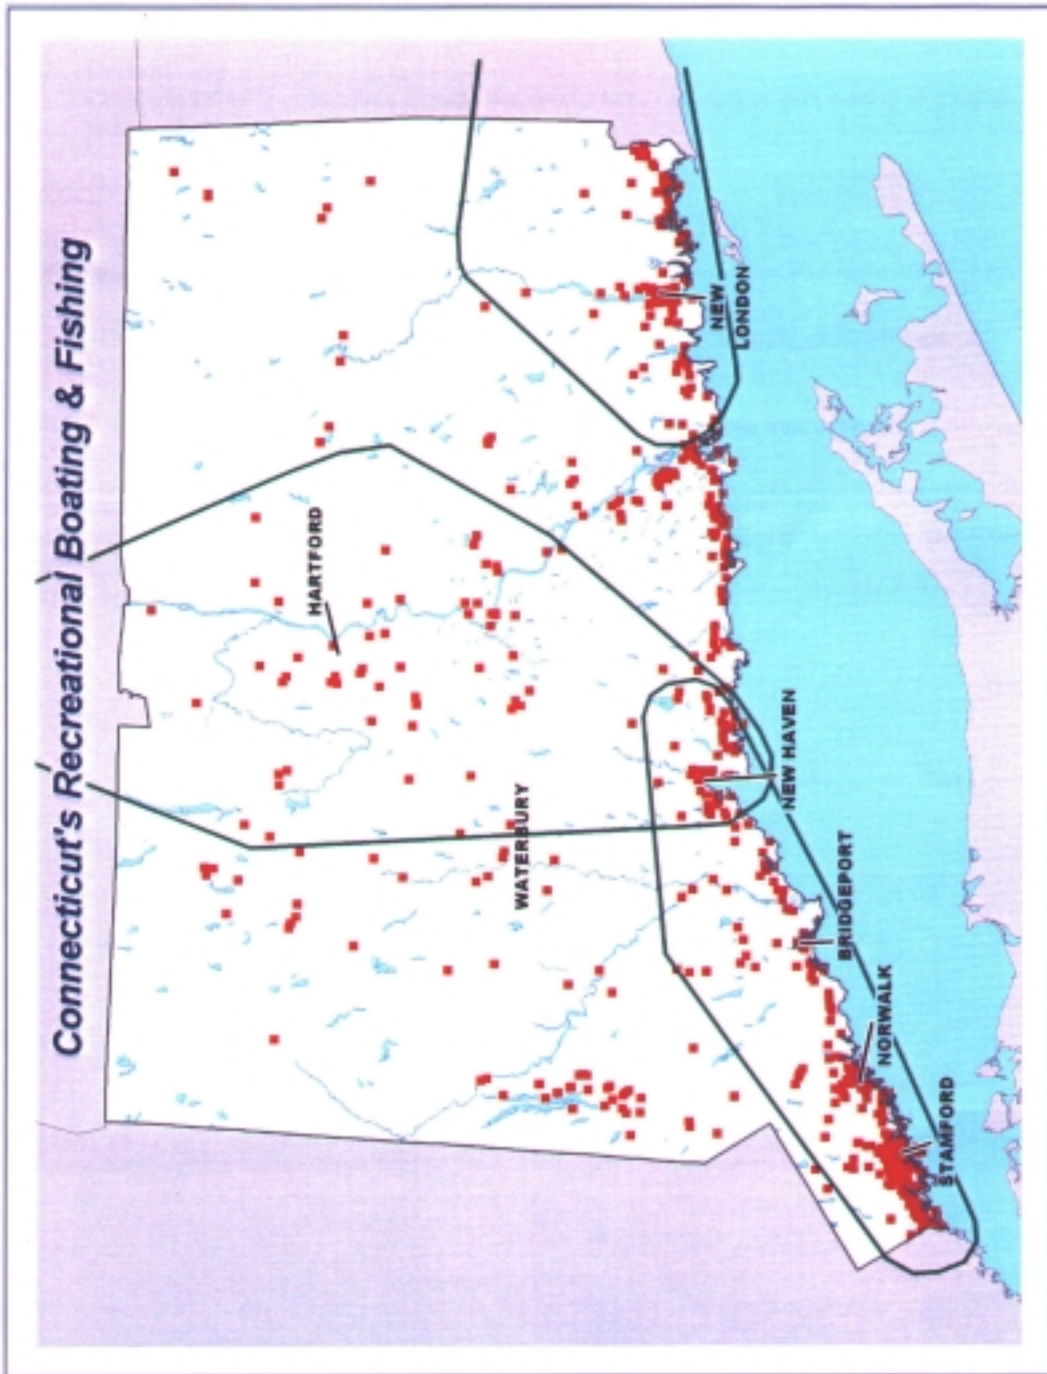 Connecticut's Recreational Boating & Fishing
HARTFORD
WATERBURY
NEW
LONDON
NEW HAVEN
BRIDGEPORT
NORWALK
STAMFORD